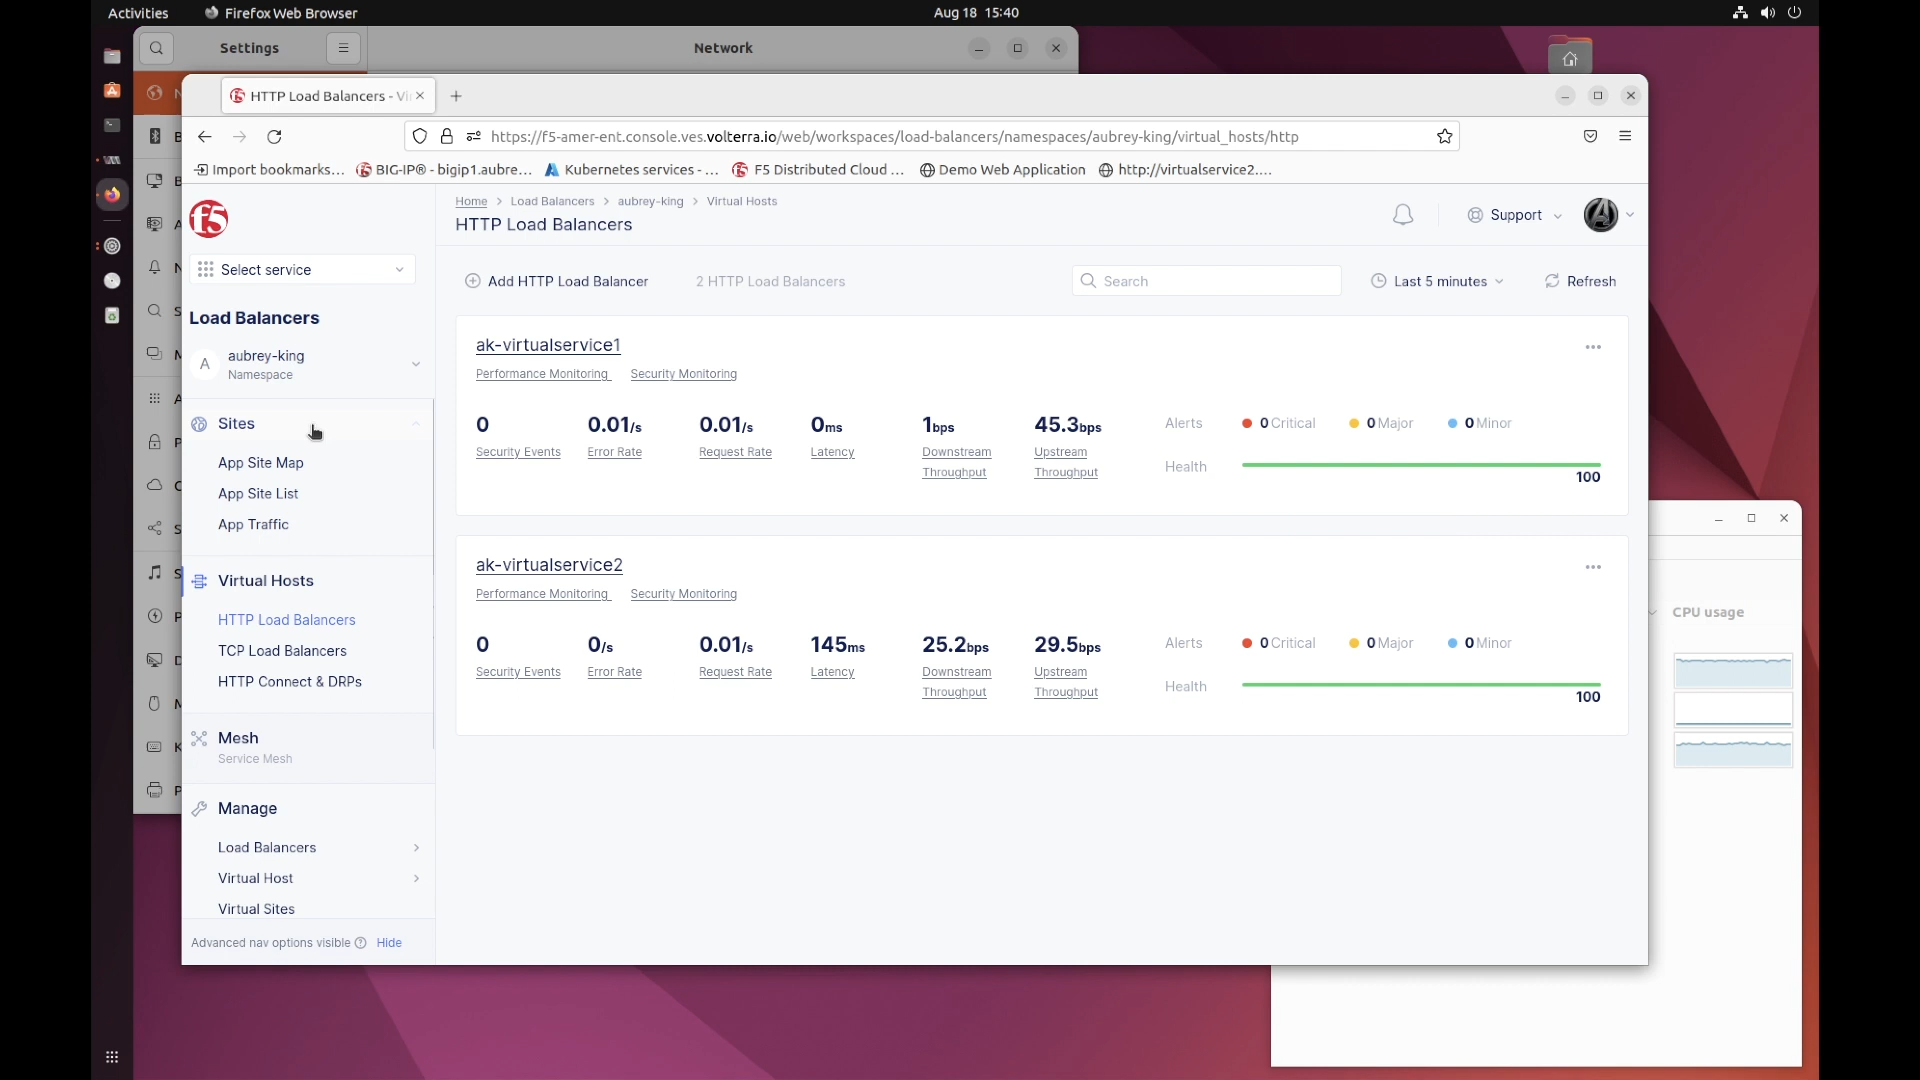 Activities
Firefox Web Browser
Aug 18 15:40
Settings
Network
HTTP Load Balancers - Vi
https://f5-amer-ent.console.ves.volterra.io/web/workspaces/load-balancers/namespaces/aubrey-king/virtual_hosts/http
Import bookmarks...
BIG-IP® - bigip1.aubre...
Kubernetes services - ...
F5 Distributed Cloud ...
Demo Web Application
http://virtualservice2....
f5
Home > Load Balancers > aubrey-king > Virtual Hosts
HTTP Load Balancers
Support
Select service
Add HTTP Load Balancer
2 HTTP Load Balancers
Search
Last 5 minutes
Refresh
Load Balancers
A
aubrey-king
Namespace
Sites
App Site Map
App Site List
App Traffic
Virtual Hosts
HTTP Load Balancers
TCP Load Balancers
HTTP Connect & DRPs
Mesh
Service Mesh
Manage
Load Balancers
Virtual Host
Virtual Sites
Advanced nav options visible
Hide
ak-virtualservice1
Performance Monitoring
Security Monitoring
0 0.01/s 0.01/s 0ms 1bps 45.3bps
Security Events Error Rate Request Rate Latency Downstream Throughput Upstream Throughput
Alerts 0 Critical 0 Major 0 Minor
Health
100
ak-virtualservice2
Performance Monitoring
Security Monitoring
0 0/s 0.01/s 145ms 25.2bps 29.5bps
Security Events Error Rate Request Rate Latency Downstream Throughput Upstream Throughput
Alerts 0 Critical 0 Major 0 Minor
Health
100
CPU usage